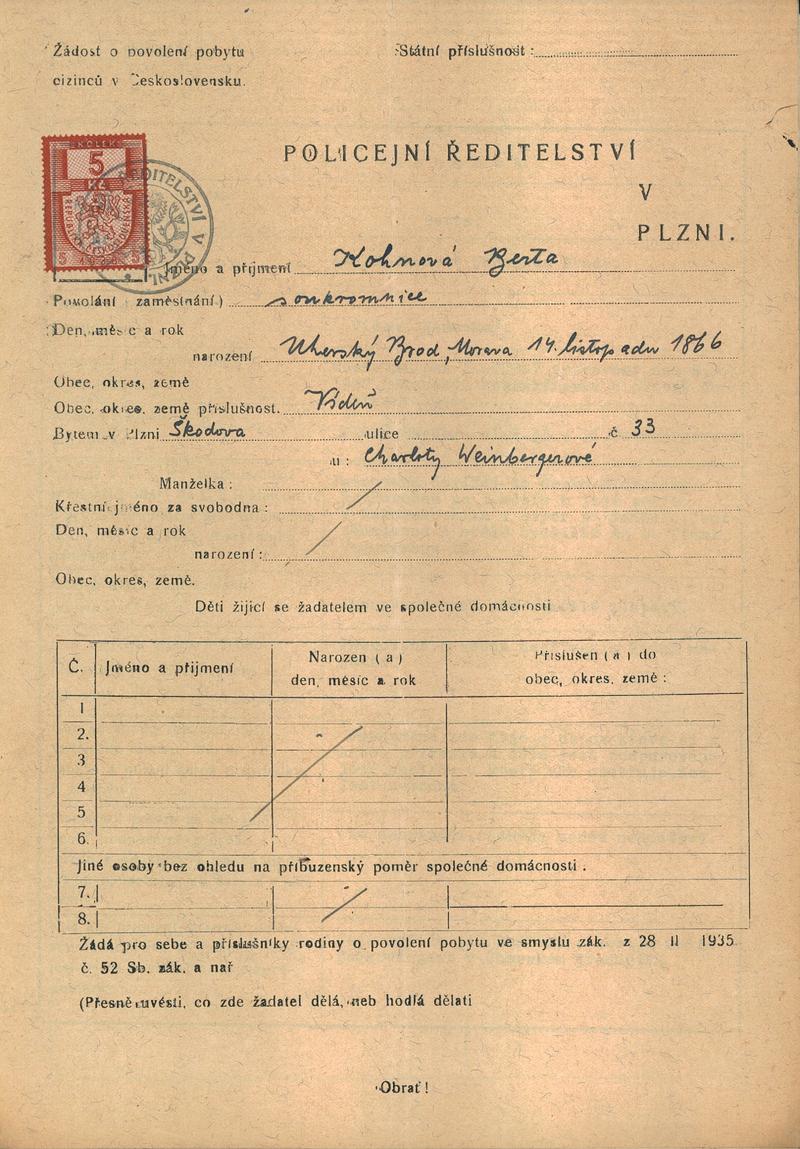 Žádost o povolení pobytu
cizinců v Československu.
Státní příslušnost :
KOLEK
5
Kč
5 5
ŘEDITELSTVÍ V PLZNI
POLICEJNÍ ŘEDITELSTVÍ
V
PLZNI.
Jméno a příjmení Kohnová Berta
Povolání zaměstnání) soukromnice
Den, měsíc a rok
narození Uherský Brod, Morava 14. listopadu 1866
Obec, okres, země
Obec, okres, země příslušnost. Vídeň
Bytem v Plzni Škodova ulice č 33
u : Charloty Weinbergerové
Manželka :
Křestní jméno za svobodna :
Den, měsíc a rok
narození :
Obec, okres, země.
Děti žijící se žadatelem ve společné domácnosti
Č. Jméno a přijmení Narozen ( a ) den, měsíc a rok Příslušen ( a ) do obec, okres, země :
1
2.
3
4
5
6.
Jiné osoby bez ohledu na příbuzenský poměr společné domácnosti .
7.
8.
Žádá pro sebe a příslušníky rodiny o povolení pobytu ve smyslu zák. z 28 II 1935
č. 52 Sb. zák. a nař
(Přesně uvésti, co zde žadatel dělá, neb hodlá dělati
Obrať !